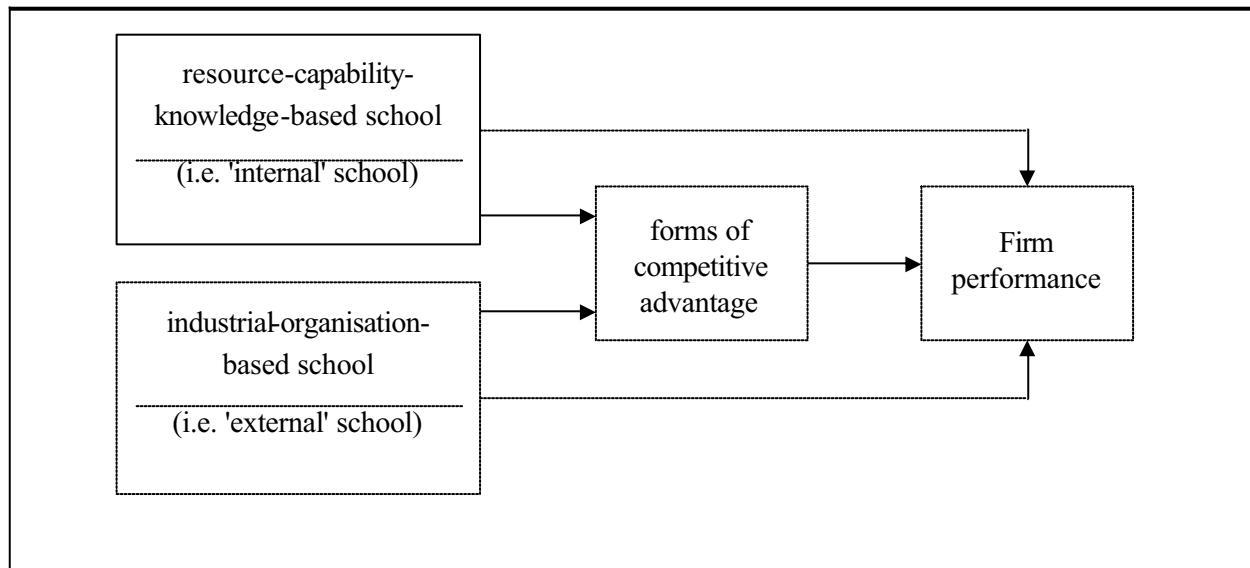 resource-capability-
knowledge-based school
(i.e. 'internal' school)
industrial-organisation-
based school
(i.e. 'external' school)
forms of
competitive
advantage
Firm
performance